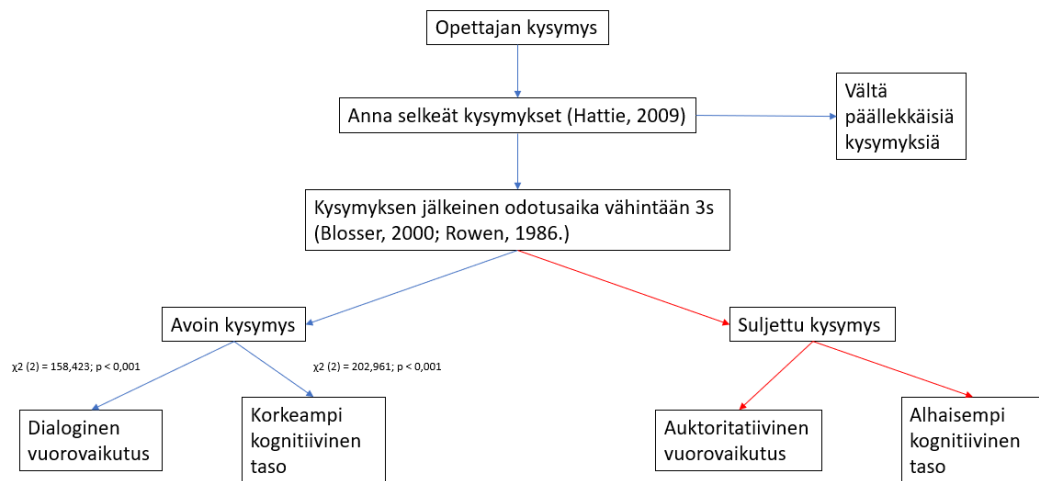 Opettajan kysymys
Anna selkeät kysymykset (Hattie, 2009)
Vältä
päällekkäisiä
kysymyksiä
Kysymyksen jälkeinen odotusaika vähintään 3s
(Blosser, 2000; Rowen, 1986.)
Avoin kysymys
Suljettu kysymys
χ2 (2) = 158,423; p < 0,001
χ2 (2) = 202,961; p < 0,001
Dialoginen
vuorovaikutus
Korkeampi
kognitiivinen
taso
Auktoritatiivinen
vuorovaikutus
Alhaisempi
kognitiivinen
taso